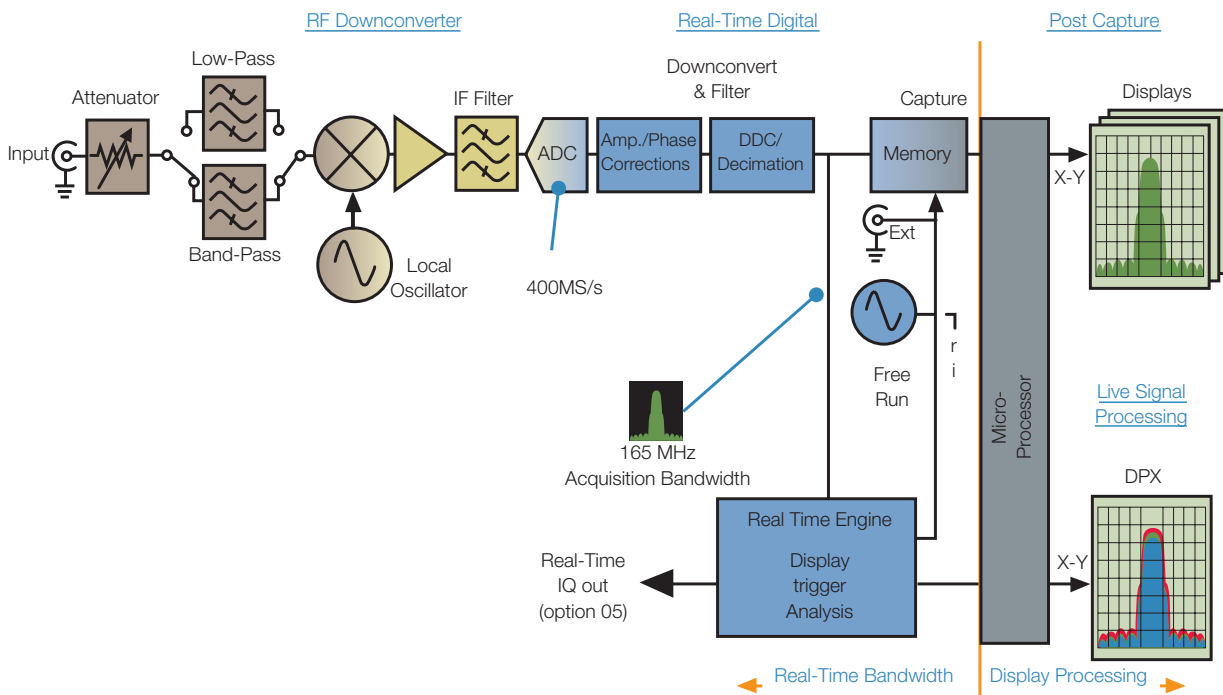 RF Downconverter
Real-Time Digital
Post Capture
Low-Pass
Downconvert
& Filter
Attenuator
IF Filter
Capture
Displays
Input
ADC
Amp./Phase
Corrections
DDC/
Decimation
Memory
X-Y
Band-Pass
Ext
Local
Oscillator
400MS/s
r
i
Free
Run
Micro-
Processor
Live Signal
Processing
165 MHz
Acquisition Bandwidth
DPX
Real Time Engine
Real-Time
IQ out
(option 05)
Display
trigger
Analysis
X-Y
Real-Time Bandwidth
Display Processing